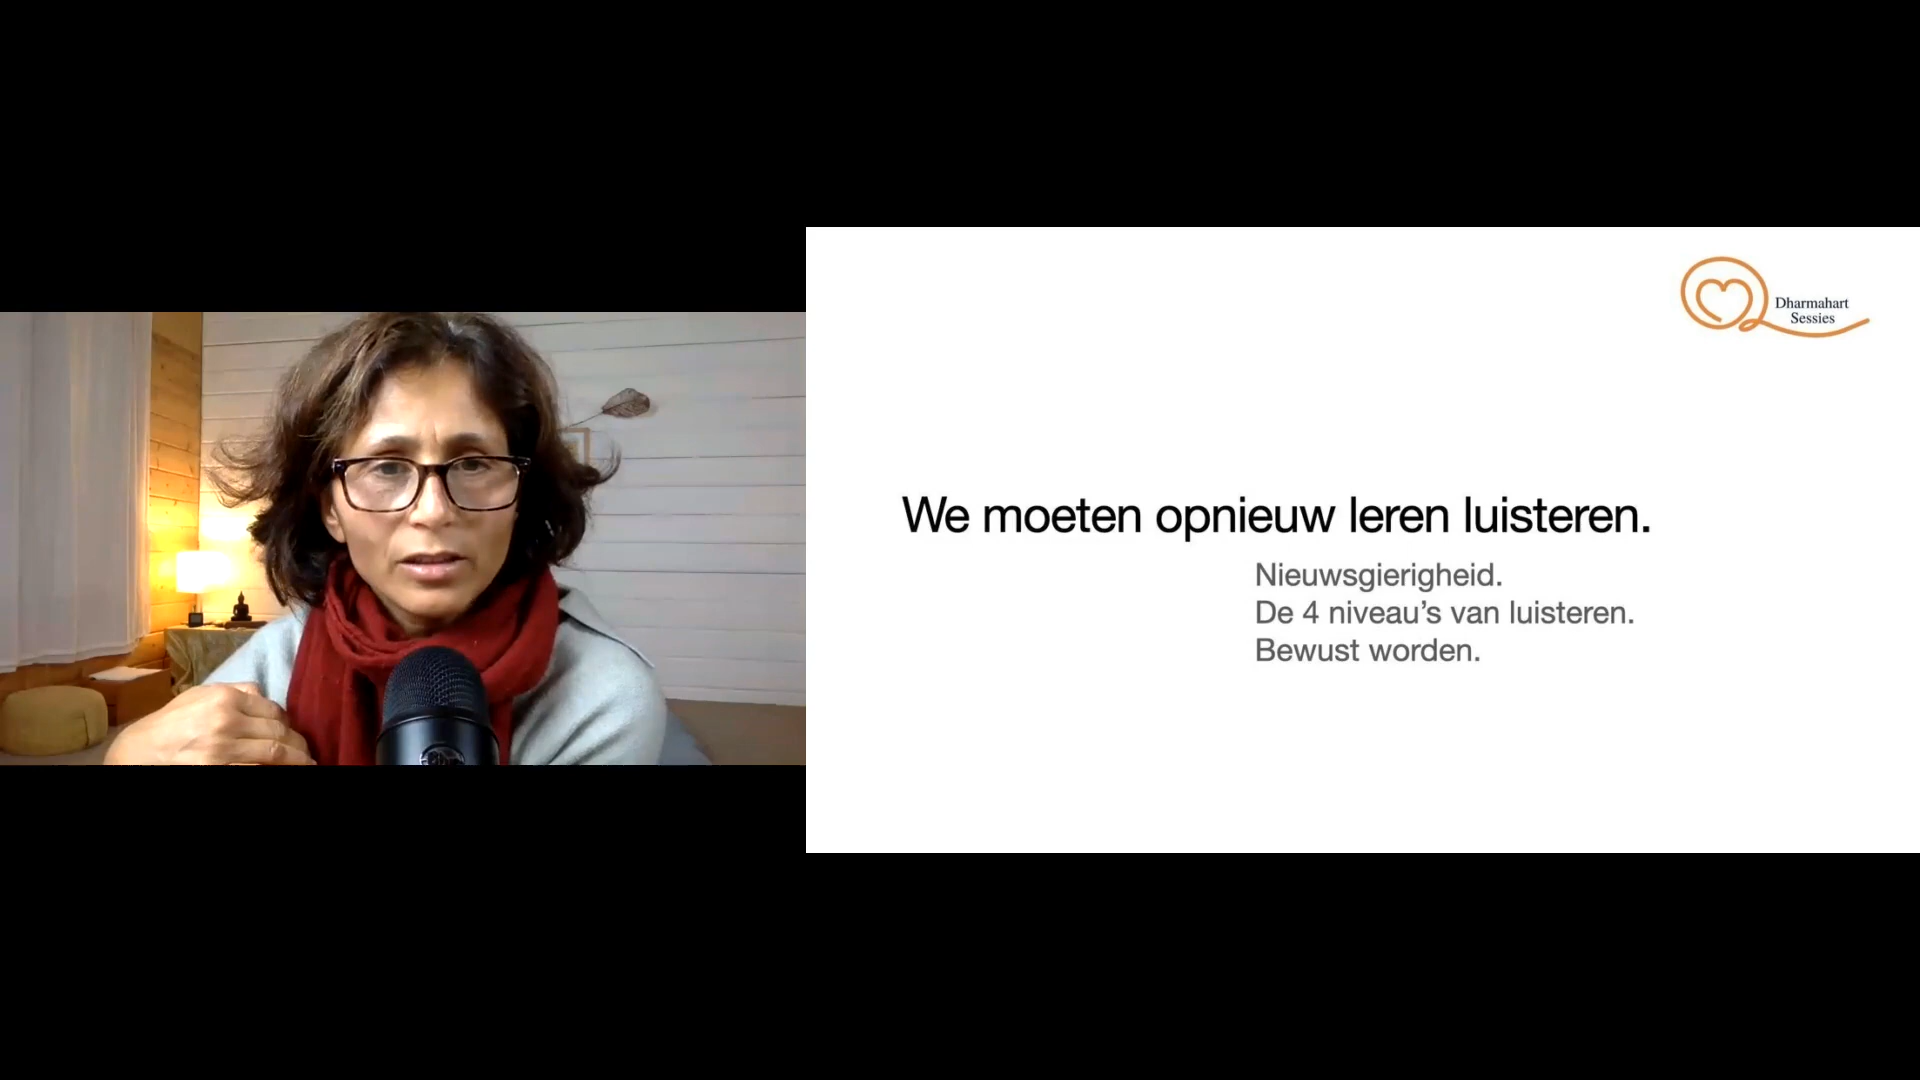 Dharmahart
Sessies
We moeten opnieuw leren luisteren.
Nieuwsgierigheid.
De 4 niveau’s van luisteren.
Bewust worden.